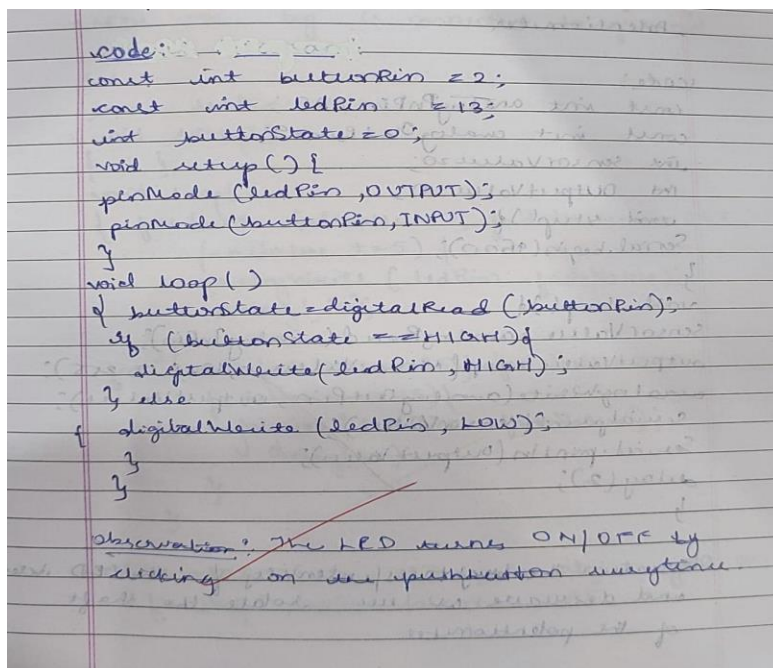 code:
const int buttonPin = 2;
const int ledPin = 13;
int buttonState = 0;
void setup() {
pinMode (ledPin, OUTPUT);
pinMode (buttonPin, INPUT);
}
void loop()
{ buttonState = digitalRead (buttonPin);
if (buttonState == HIGH) {
digitalWrite( ledPin, HIGH);
} else
{ digitalWrite (ledPin, LOW);
}
}
Observation: The LED turns ON/OFF by
clicking on the pushbutton everytime.